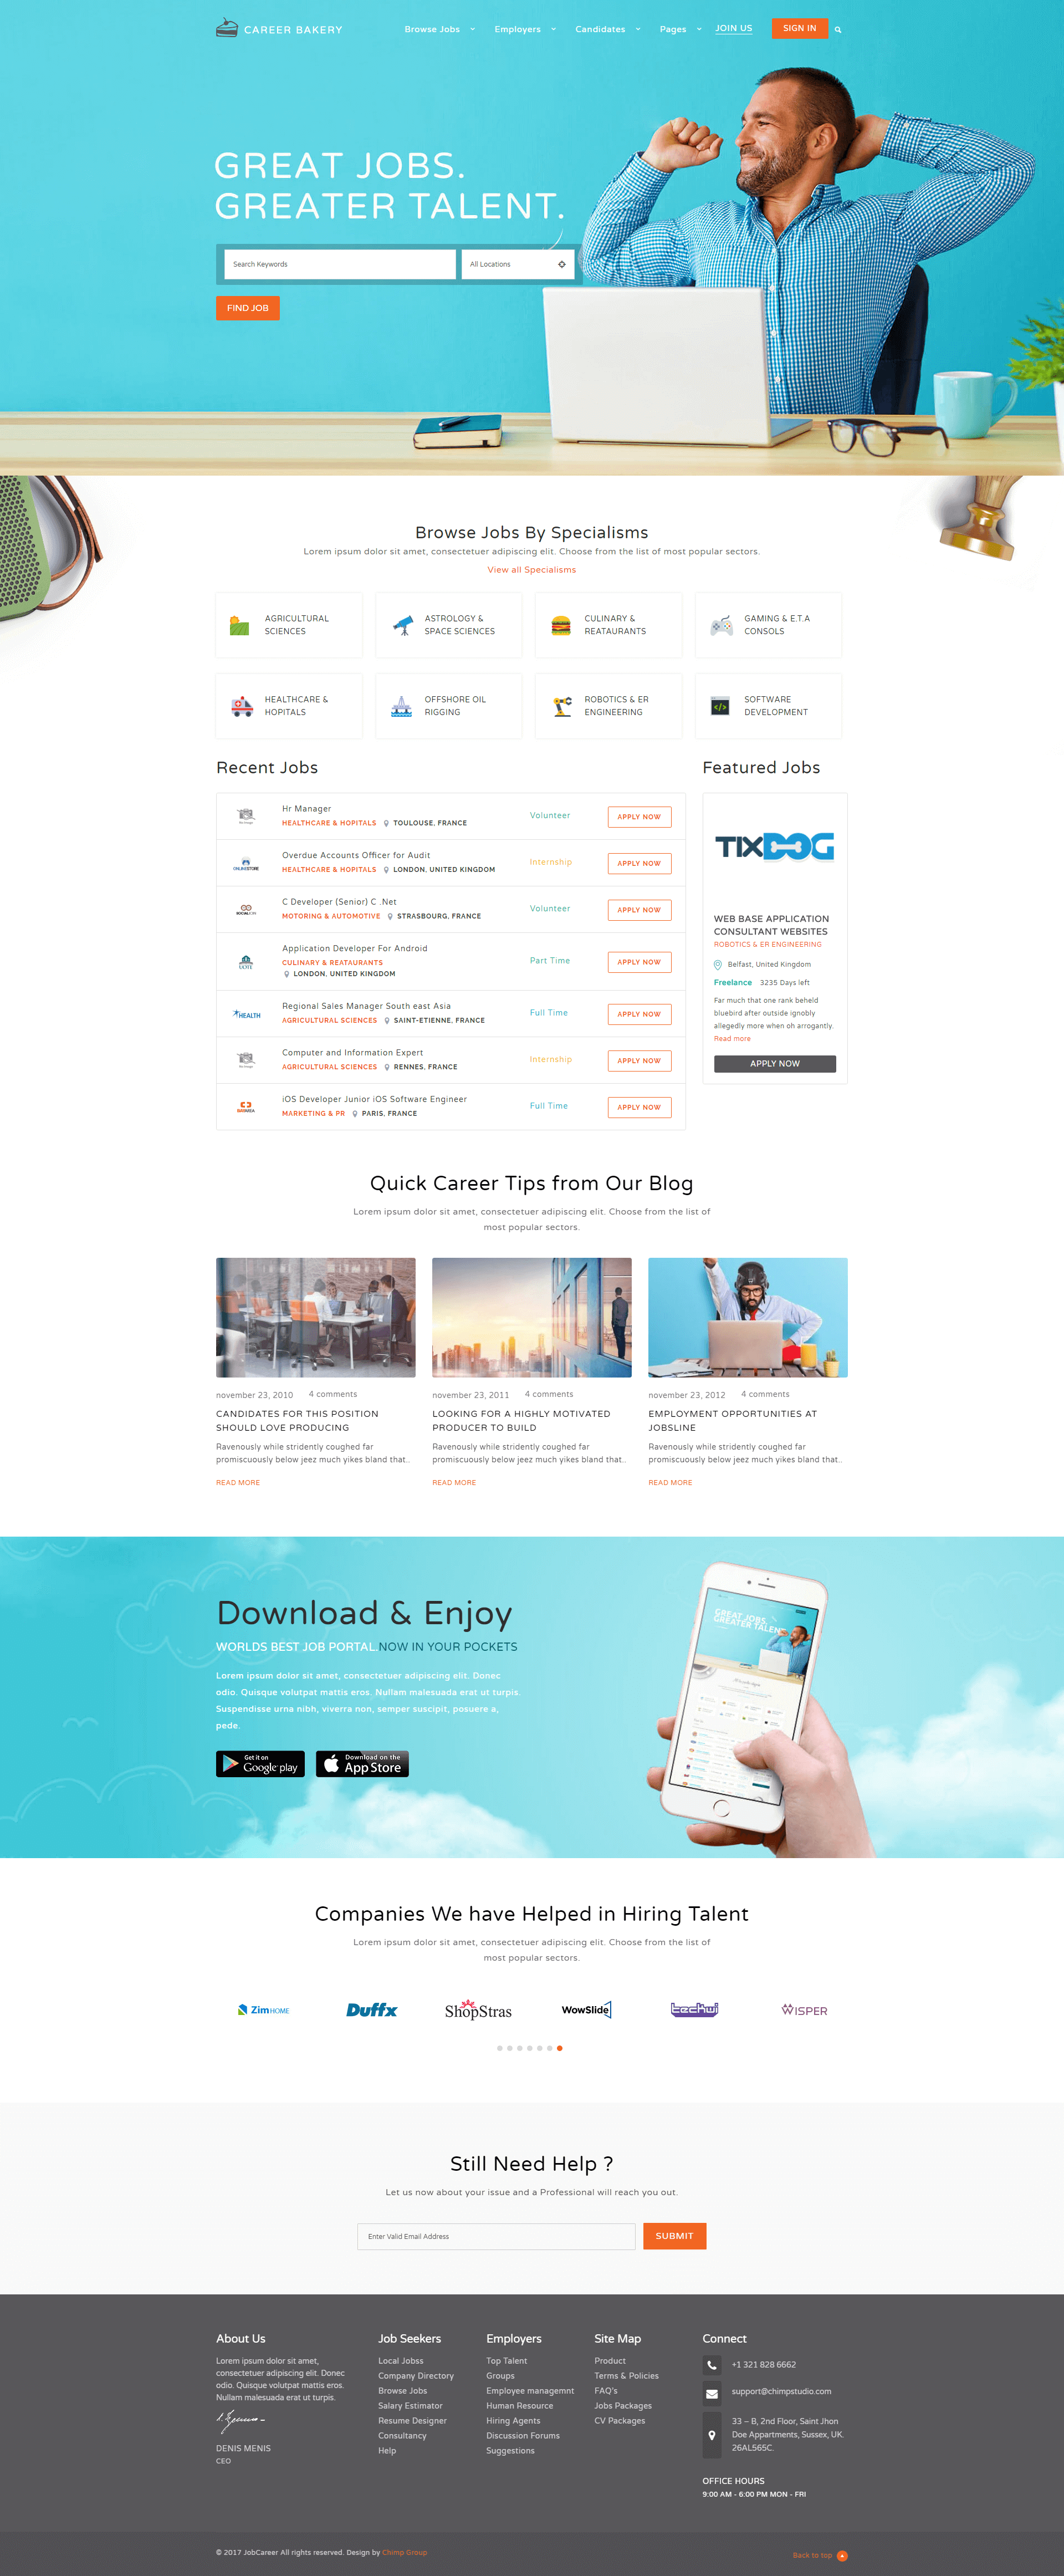 CAREER BAKERY
Browse Jobs Employers Candidates Pages JOIN US SIGN IN
GREAT JOBS.
GREATER TALENT.
Search Keywords All Locations
FIND JOB
Browse Jobs By Specialisms
Lorem ipsum dolor sit amet, consectetuer adipiscing elit. Choose from the list of most popular sectors.
View all Specialisms
AGRICULTURAL
SCIENCES
ASTROLOGY &
SPACE SCIENCES
CULINARY &
REATAURANTS
GAMING & E.T.A
CONSOLS
HEALTHCARE &
HOPITALS
OFFSHORE OIL
RIGGING
ROBOTICS & ER
ENGINEERING
SOFTWARE
DEVELOPMENT
Recent Jobs
Hr Manager
HEALTHCARE & HOPITALS TOULOUSE, FRANCE
Volunteer
APPLY NOW
ONLINESTORE
Overdue Accounts Officer for Audit
HEALTHCARE & HOPITALS LONDON, UNITED KINGDOM
Internship
APPLY NOW
C Developer (Senior) C .Net
MOTORING & AUTOMOTIVE STRASBOURG, FRANCE
Volunteer
APPLY NOW
UOTE
Application Developer For Android
CULINARY & REATAURANTS
LONDON, UNITED KINGDOM
Part Time
APPLY NOW
HEALTH
Regional Sales Manager South east Asia
AGRICULTURAL SCIENCES SAINT-ETIENNE, FRANCE
Full Time
APPLY NOW
Computer and Information Expert
AGRICULTURAL SCIENCES RENNES, FRANCE
Internship
APPLY NOW
iOS Developer Junior iOS Software Engineer
MARKETING & PR PARIS, FRANCE
Full Time
APPLY NOW
Featured Jobs
TIXDOG
WEB BASE APPLICATION
CONSULTANT WEBSITES
ROBOTICS & ER ENGINEERING
Belfast, United Kingdom
Freelance 3235 Days left
Far much that one rank beheld
bluebird after outside ignobly
allegedly more when oh arrogantly.
Read more
APPLY NOW
Quick Career Tips from Our Blog
Lorem ipsum dolor sit amet, consectetuer adipiscing elit. Choose from the list of
most popular sectors.
november 23, 2010 4 comments
CANDIDATES FOR THIS POSITION
SHOULD LOVE PRODUCING
Ravenously while stridently coughed far
promiscuously below jeez much yikes bland that..
READ MORE
november 23, 2011 4 comments
LOOKING FOR A HIGHLY MOTIVATED
PRODUCER TO BUILD
Ravenously while stridently coughed far
promiscuously below jeez much yikes bland that..
READ MORE
november 23, 2012 4 comments
EMPLOYMENT OPPORTUNITIES AT
JOBSLINE
Ravenously while stridently coughed far
promiscuously below jeez much yikes bland that..
READ MORE
Download & Enjoy
WORLDS BEST JOB PORTAL.NOW IN YOUR POCKETS
Lorem ipsum dolor sit amet, consectetuer adipiscing elit. Donec
odio. Quisque volutpat mattis eros. Nullam malesuada erat ut turpis.
Suspendisse urna nibh, viverra non, semper suscipit, posuere a,
pede.
Get it on
Google play
Download on the
App Store
GREAT JOBS.
GREATER TALENT.
Companies We have Helped in Hiring Talent
Lorem ipsum dolor sit amet, consectetuer adipiscing elit. Choose from the list of
most popular sectors.
ZimHOME Duffx ShopStras WowSlide techwi WISPER
Still Need Help ?
Let us now about your issue and a Professional will reach you out.
Enter Valid Email Address SUBMIT
About Us
Lorem ipsum dolor sit amet,
consectetuer adipiscing elit. Donec
odio. Quisque volutpat mattis eros.
Nullam malesuada erat ut turpis.
DENIS MENIS
CEO
Job Seekers
Local Jobss
Company Directory
Browse Jobs
Salary Estimator
Resume Designer
Consultancy
Help
Employers
Top Talent
Groups
Employee managemnt
Human Resource
Hiring Agents
Discussion Forums
Suggestions
Site Map
Product
Terms & Policies
FAQ's
Jobs Packages
CV Packages
Connect
+1 321 828 6662
support@chimpstudio.com
33 – B, 2nd Floor, Saint Jhon
Doe Appartments, Sussex, UK.
26AL565C.
OFFICE HOURS
9:00 AM - 6:00 PM MON - FRI
© 2017 JobCareer All rights reserved. Design by Chimp Group
Back to top